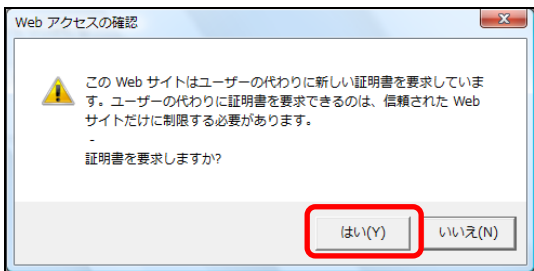 Web アクセスの確認
この Web サイトはユーザーの代わりに新しい証明書を要求していま
す。ユーザーの代わりに証明書を要求できるのは、信頼された Web
サイトだけに制限する必要があります。
-
証明書を要求しますか?
はい(Y)
いいえ(N)